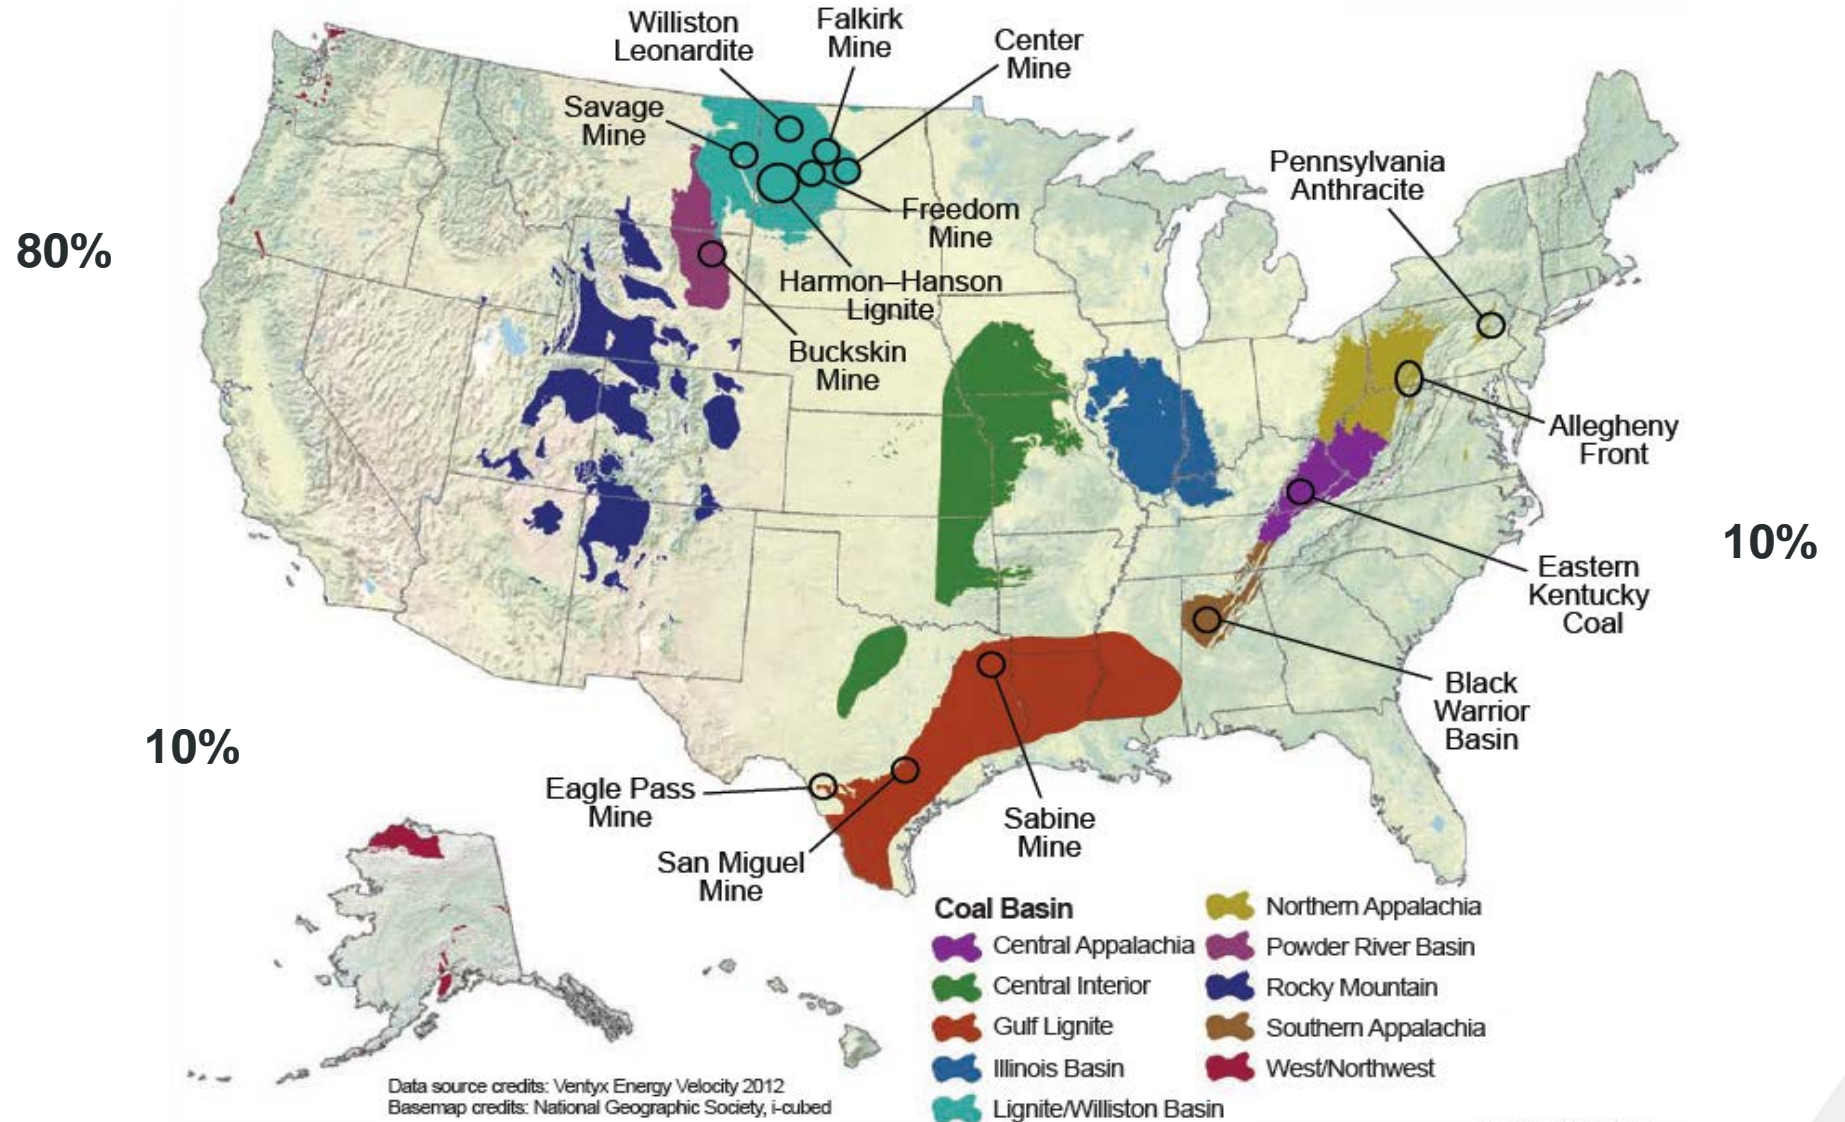 Williston
Leonardite
Falkirk
Mine
Center
Mine
Savage
Mine
Pennsylvania
Anthracite
Freedom
Mine
80%
Harmon–Hanson
Lignite
Buckskin
Mine
Allegheny
Front
10%
Eastern
Kentucky
Coal
Black
Warrior
Basin
10%
Eagle Pass
Mine
Sabine
Mine
San Miguel
Mine
Coal Basin
Central Appalachia
Central Interior
Gulf Lignite
Illinois Basin
Lignite/Williston Basin
Northern Appalachia
Powder River Basin
Rocky Mountain
Southern Appalachia
West/Northwest
Data source credits: Ventyx Energy Velocity 2012
Basemap credits: National Geographic Society, i-cubed